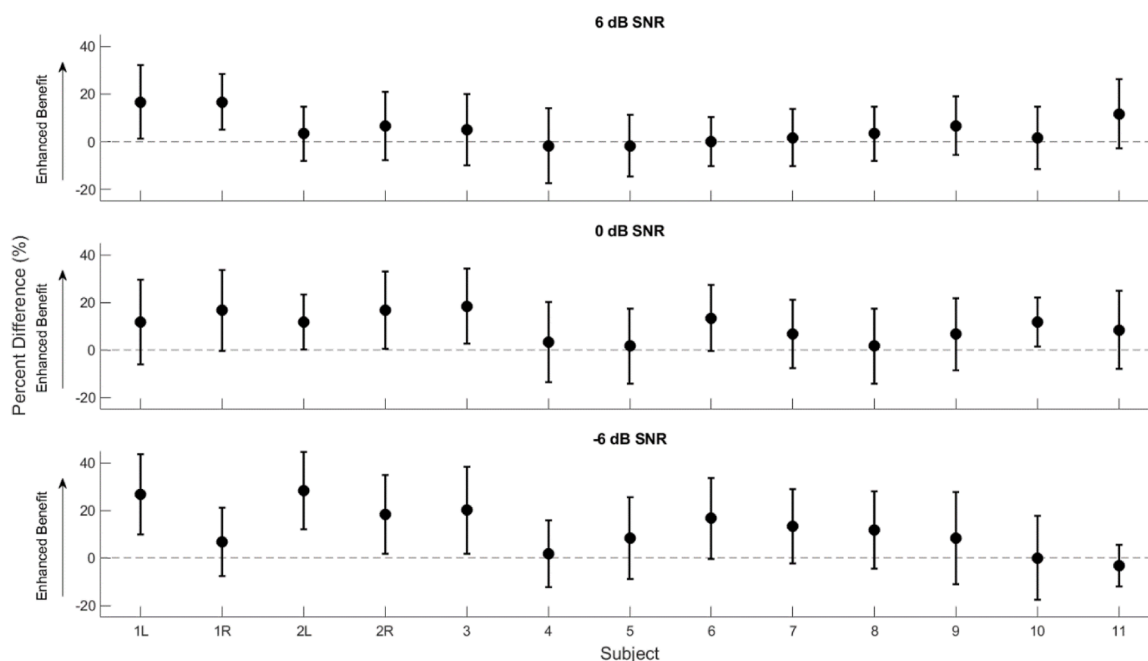 6 dB SNR
40
20
0
-20
Enhanced Benefit
0 dB SNR
40
20
0
-20
Enhanced Benefit
Percent Difference (%)
-6 dB SNR
40
20
0
-20
Enhanced Benefit
1L 1R 2L 2R 3 4 5 6 7 8 9 10 11
Subject